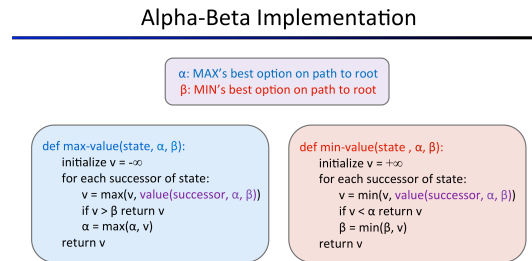 Alpha-Beta Implementation
α: MAX's best option on path to root
β: MIN's best option on path to root
def max-value(state, α, β):
initialize v = -∞
for each successor of state:
v = max(v, value(successor, α, β))
if v > β return v
α = max(α, v)
return v
def min-value(state , α, β):
initialize v = +∞
for each successor of state:
v = min(v, value(successor, α, β))
if v < α return v
β = min(β, v)
return v